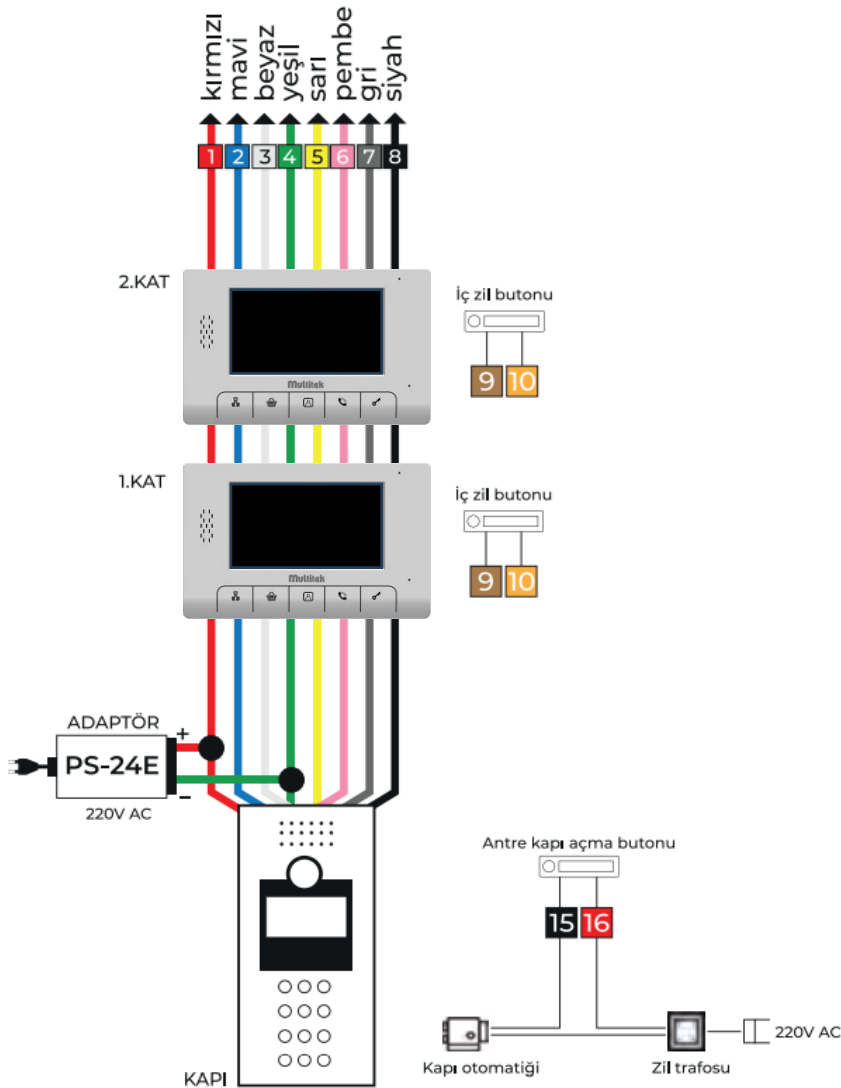 kırmızı
mavi
beyaz
yeşil
sarı
pembe
gri
siyah
1 2 3 4 5 6 7 8
2.KAT
Multitek
İç zil butonu
9 10
1.KAT
Multitek
İç zil butonu
9 10
ADAPTÖR
+
PS-24E
−
220V AC
KAPI
Antre kapı açma butonu
15 16
220V AC
Kapı otomatiği
Zil trafosu